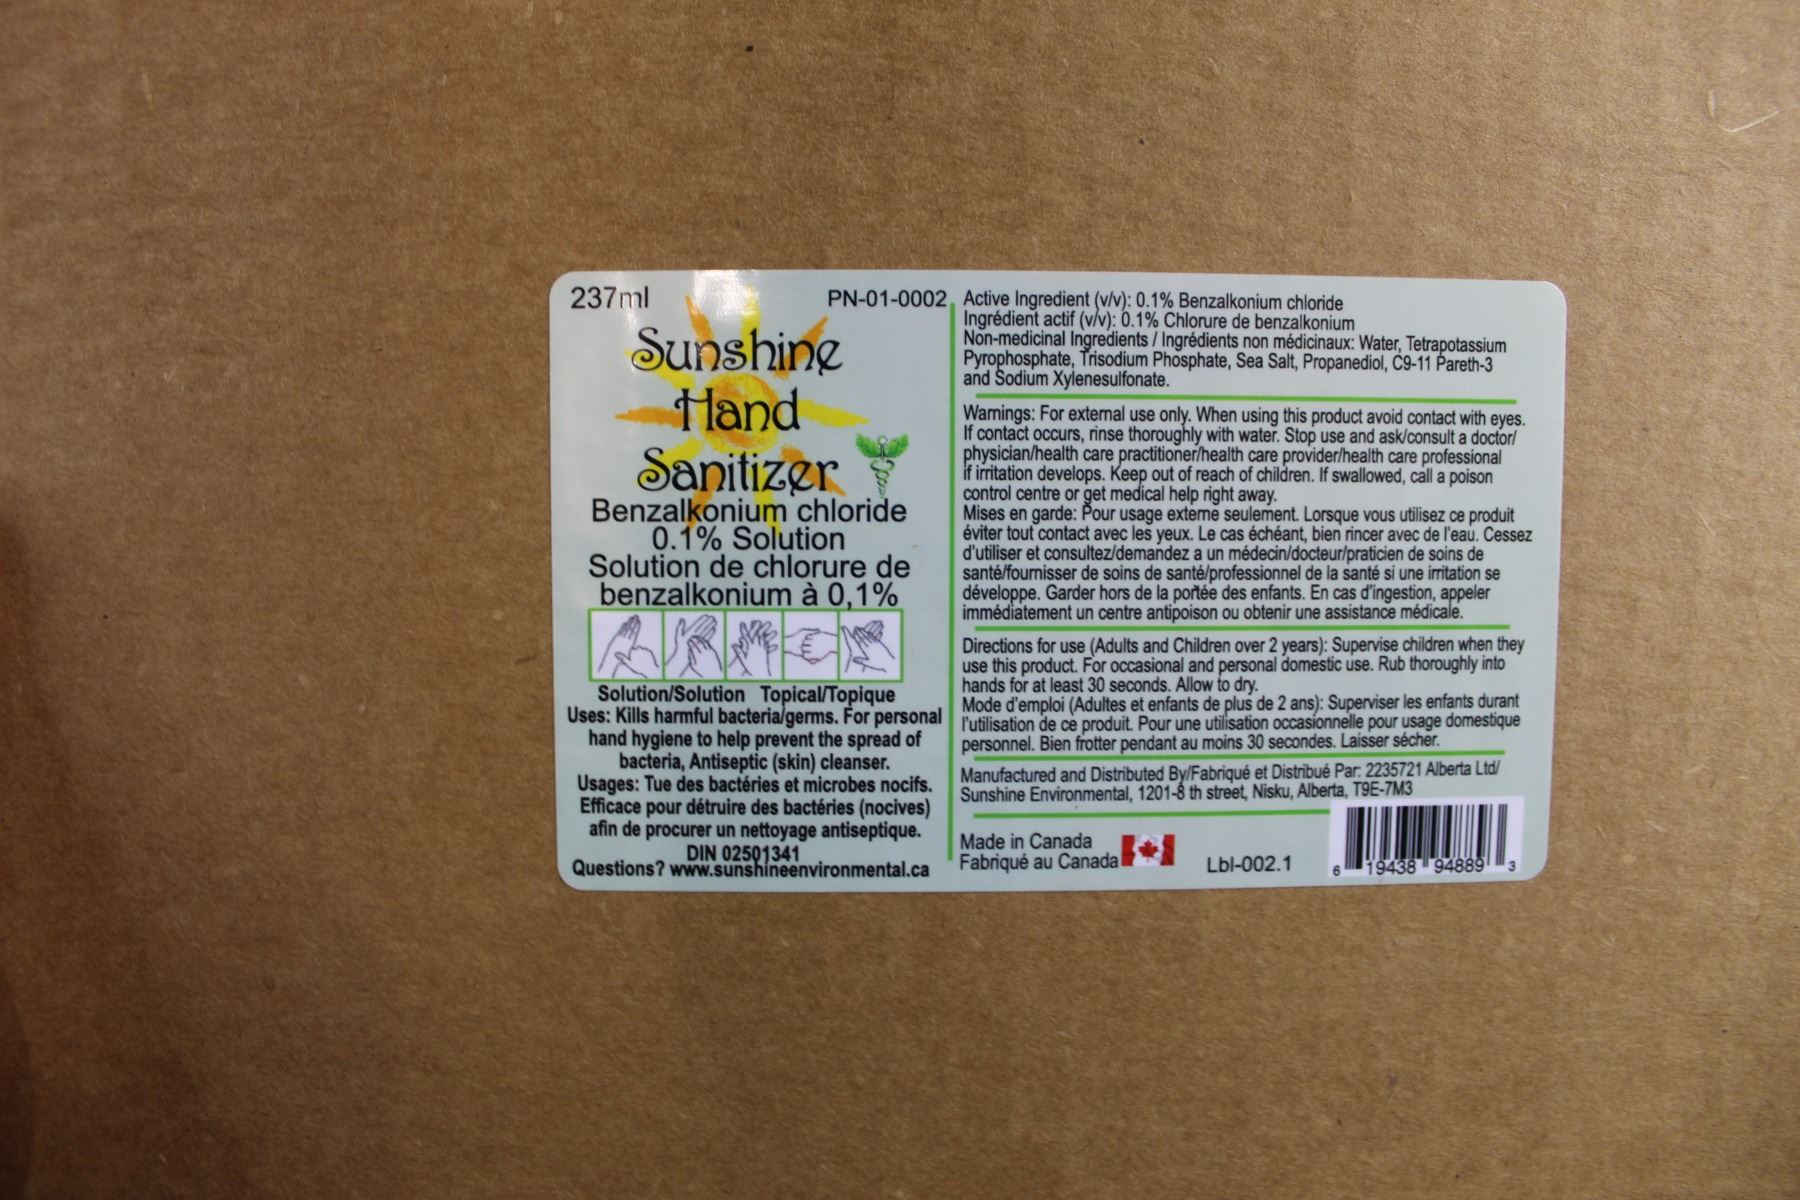 237ml
PN-01-0002
Sunshine
Hand
Sanitizer
Benzalkonium chloride
0.1% Solution
Solution de chlorure de
benzalkonium à 0,1%
Solution/Solution Topical/Topique
Uses: Kills harmful bacteria/germs. For personal
hand hygiene to help prevent the spread of
bacteria, Antiseptic (skin) cleanser.
Usages: Tue des bactéries et microbes nocifs.
Efficace pour détruire des bactéries (nocives)
afin de procurer un nettoyage antiseptique.
DIN 02501341
Questions? www.sunshineenvironmental.ca
Active Ingredient (v/v): 0.1% Benzalkonium chloride
Ingrédient actif (v/v): 0.1% Chlorure de benzalkonium
Non-medicinal Ingredients / Ingrédients non médicinaux: Water, Tetrapotassium
Pyrophosphate, Trisodium Phosphate, Sea Salt, Propanediol, C9-11 Pareth-3
and Sodium Xylenesulfonate.
Warnings: For external use only. When using this product avoid contact with eyes.
If contact occurs, rinse thoroughly with water. Stop use and ask/consult a doctor/
physician/health care practitioner/health care provider/health care professional
if irritation develops. Keep out of reach of children. If swallowed, call a poison
control centre or get medical help right away.
Mises en garde: Pour usage externe seulement. Lorsque vous utilisez ce produit
éviter tout contact avec les yeux. Le cas échéant, bien rincer avec de l'eau. Cessez
d'utiliser et consultez/demandez a un médecin/docteur/praticien de soins de
santé/fournisser de soins de santé/professionnel de la santé si une irritation se
développe. Garder hors de la portée des enfants. En cas d'ingestion, appeler
immédiatement un centre antipoison ou obtenir une assistance médicale.
Directions for use (Adults and Children over 2 years): Supervise children when they
use this product. For occasional and personal domestic use. Rub thoroughly into
hands for at least 30 seconds. Allow to dry.
Mode d'emploi (Adultes et enfants de plus de 2 ans): Superviser les enfants durant
l'utilisation de ce produit. Pour une utilisation occasionnelle pour usage domestique
personnel. Bien frotter pendant au moins 30 secondes. Laisser sécher.
Manufactured and Distributed By/Fabriqué et Distribué Par: 2235721 Alberta Ltd/
Sunshine Environmental, 1201-8 th street, Nisku, Alberta, T9E-7M3
Made in Canada
Fabriqué au Canada
Lbl-002.1
6 19438 94889 3